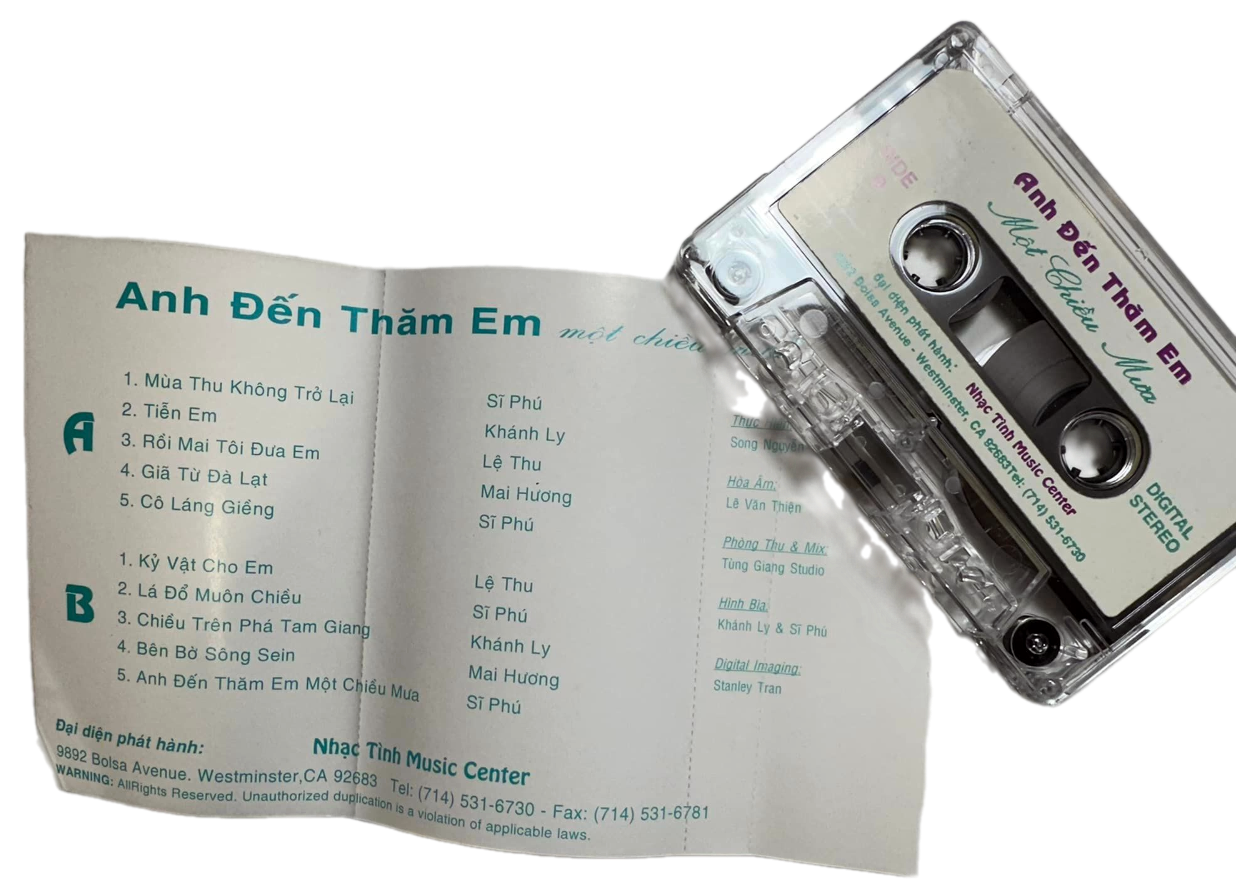 Anh Đến Thăm Em một chiều
A
1. Mùa Thu Không Trở Lại Sĩ Phú
2. Tiễn Em Khánh Ly
3. Rồi Mai Tôi Đưa Em Lệ Thu
4. Giã Từ Đà Lạt Mai Hương
5. Cô Láng Giềng Sĩ Phú
B
1. Kỷ Vật Cho Em Lệ Thu
2. Lá Đổ Muôn Chiều Sĩ Phú
3. Chiều Trên Phá Tam Giang Khánh Ly
4. Bên Bờ Sông Sein Mai Hương
5. Anh Đến Thăm Em Một Chiều Mưa Sĩ Phú
Song Nguyễn
Hòa Âm:
Lê Văn Thiện
Phòng Thu & Mix:
Tùng Giang Studio
Hình Bìa:
Khánh Ly & Sĩ Phú
Digital Imaging:
Stanley Tran
Đại diện phát hành:
Nhạc Tình Music Center
9892 Bolsa Avenue. Westminster,CA 92683 Tel: (714) 531-6730 - Fax: (714) 531-6781
WARNING: AllRights Reserved. Unauthorized duplication is a violation of applicable laws.
Anh Đến Thăm Em
Một Chiều Mưa
SIDE
DIGITAL
STEREO
đại diện phát hành:
Nhạc Tình Music Center
9892 Bolsa Avenue - Westminster, CA 92683Tel: (714) 531-6730